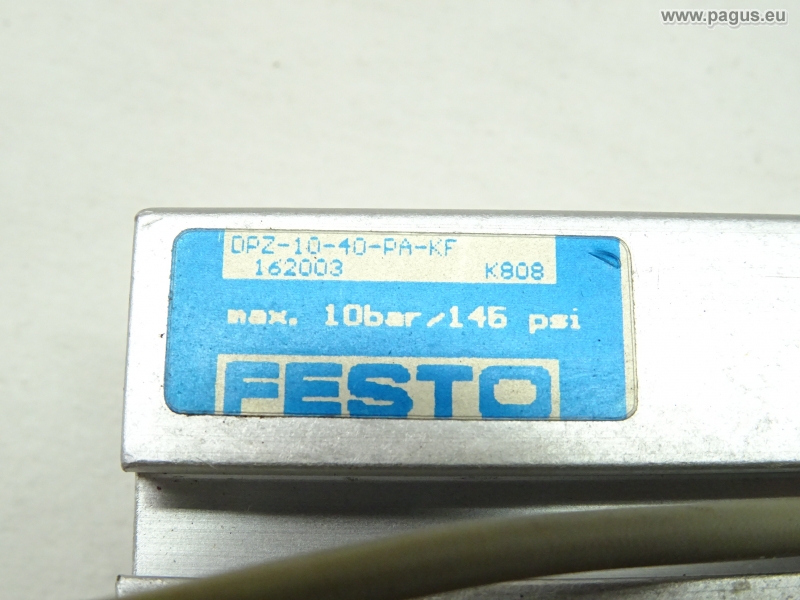 www.pagus.eu
DPZ-10-40-PA-KF
162003 K808
max. 10bar/146 psi
FESTO